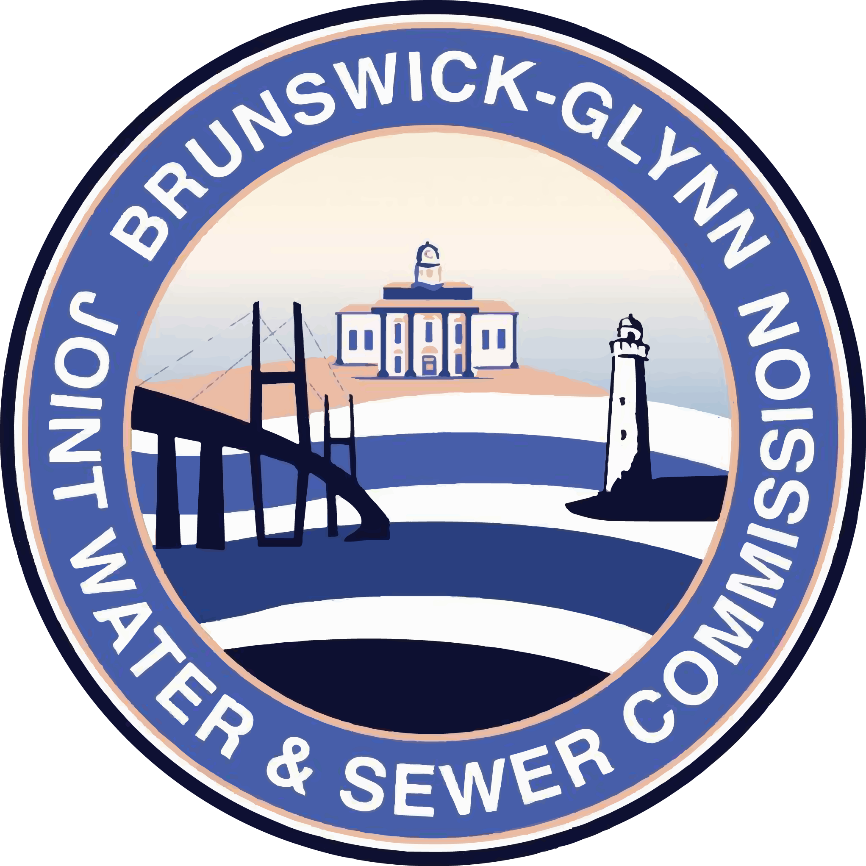 BRUNSWICK-GLYNN
JOINT WATER & SEWER COMMISSION